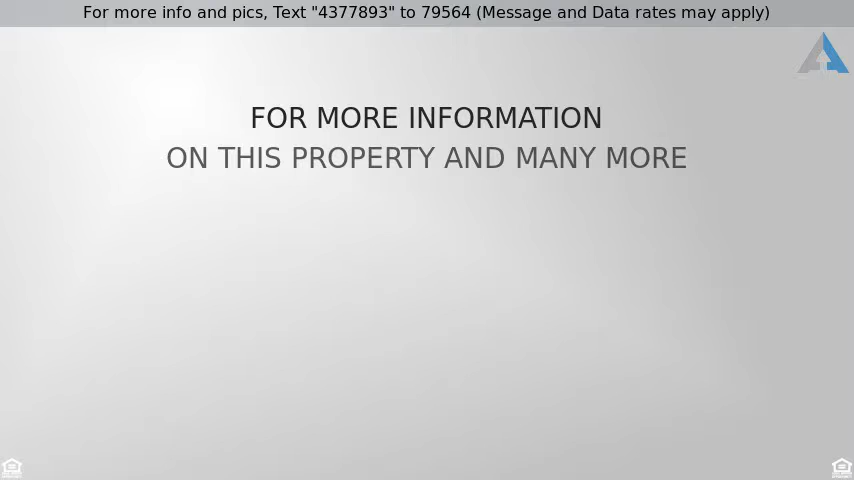 For more info and pics, Text "4377893" to 79564 (Message and Data rates may apply)
FOR MORE INFORMATION
ON THIS PROPERTY AND MANY MORE